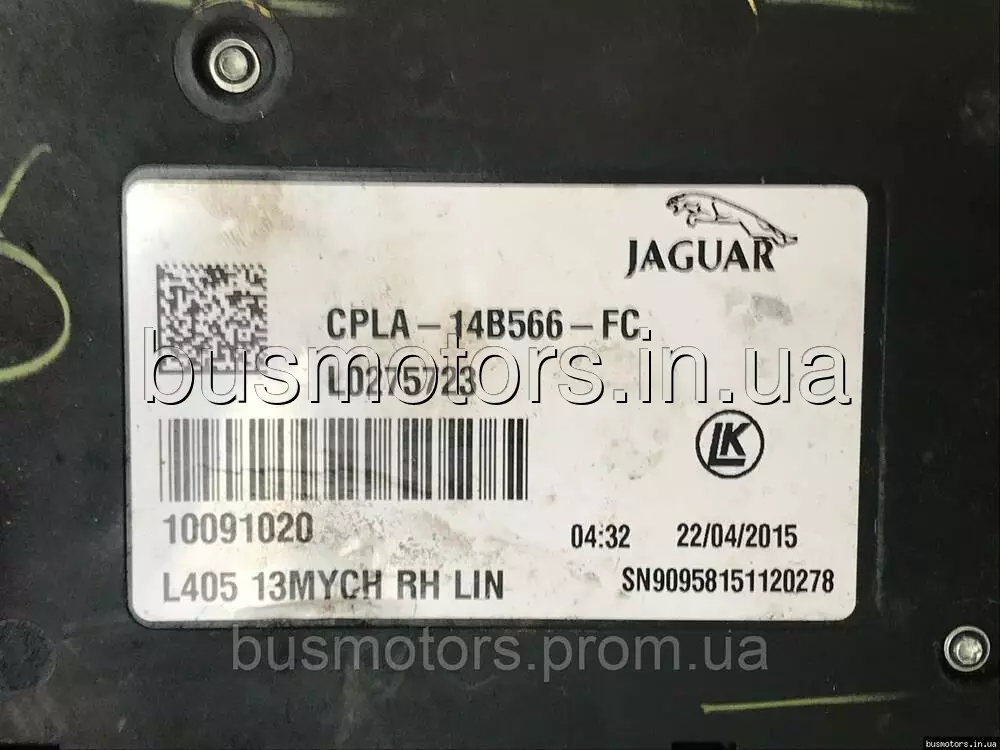 JAGUAR
CPLA-14B566-FC
busmotors.in.ua
LK
10091020
04:32 22/04/2015
L405 13MYCH RH LIN
SN90958151120278
busmotors.prom.ua
busmotors.in.ua